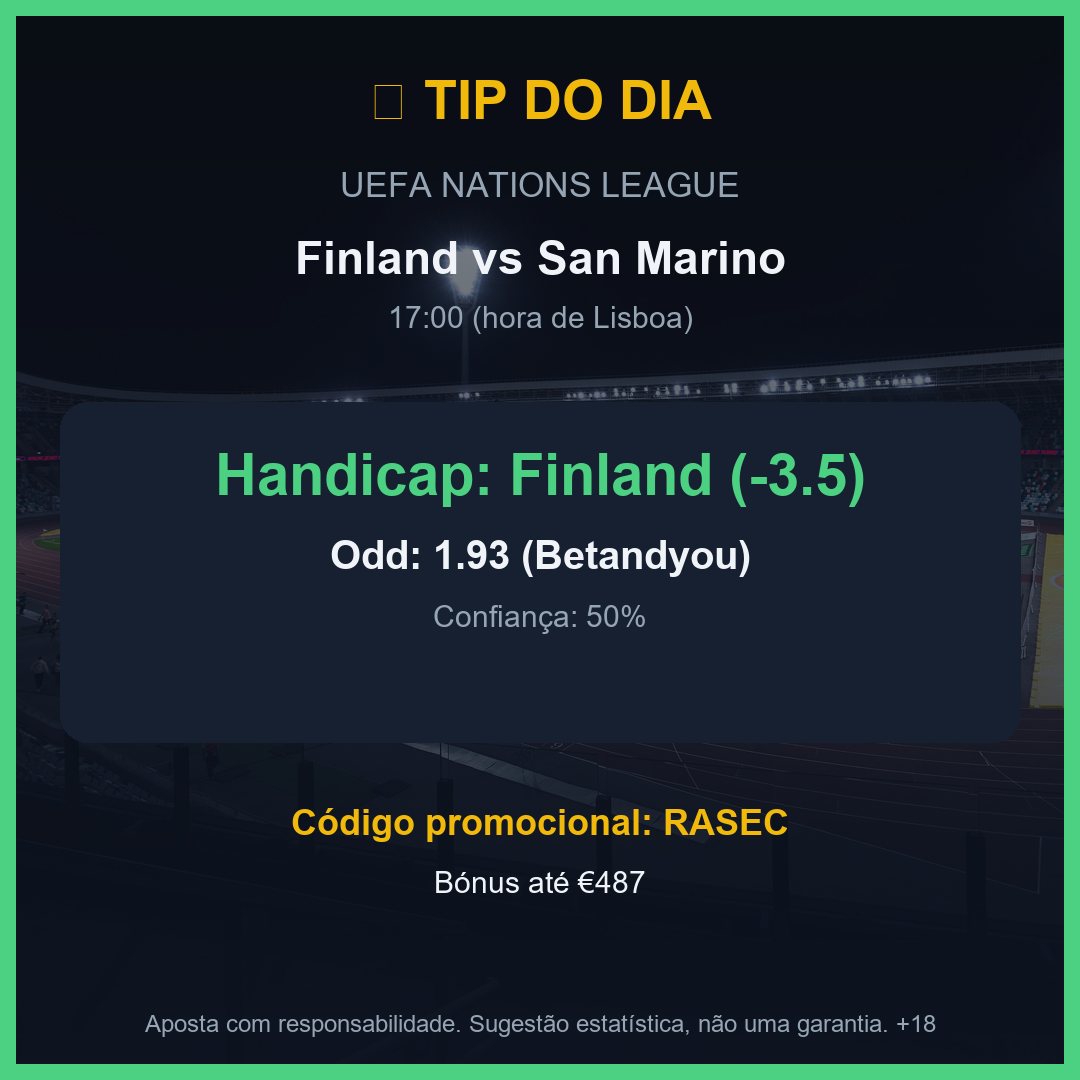 TIP DO DIA
UEFA NATIONS LEAGUE
Finland vs San Marino
17:00 (hora de Lisboa)
Handicap: Finland (-3.5)
Odd: 1.93 (Betandyou)
Confiança: 50%
Código promocional: RASEC
Bónus até €487
Aposta com responsabilidade. Sugestão estatística, não uma garantia. +18